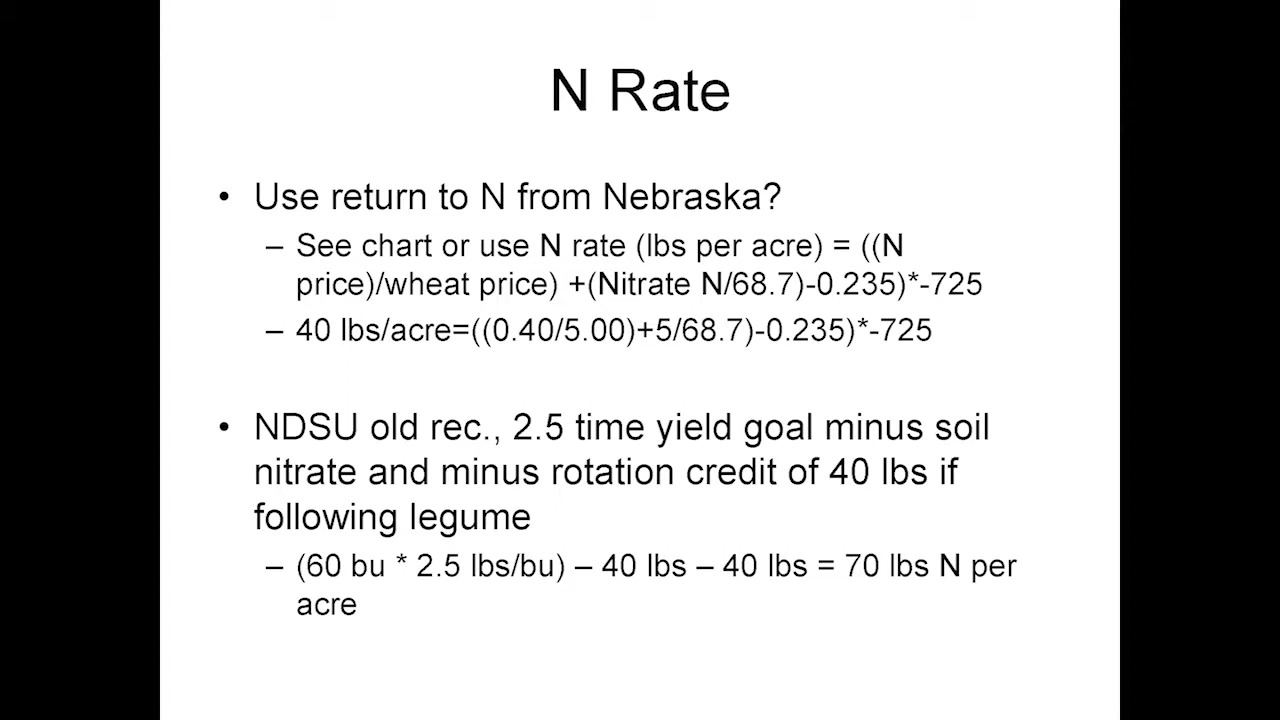 N Rate
• Use return to N from Nebraska?
– See chart or use N rate (lbs per acre) = ((N
price)/wheat price) +(Nitrate N/68.7)-0.235)*-725
– 40 lbs/acre=((0.40/5.00)+5/68.7)-0.235)*-725
• NDSU old rec., 2.5 time yield goal minus soil
nitrate and minus rotation credit of 40 lbs if
following legume
– (60 bu * 2.5 lbs/bu) – 40 lbs – 40 lbs = 70 lbs N per
acre